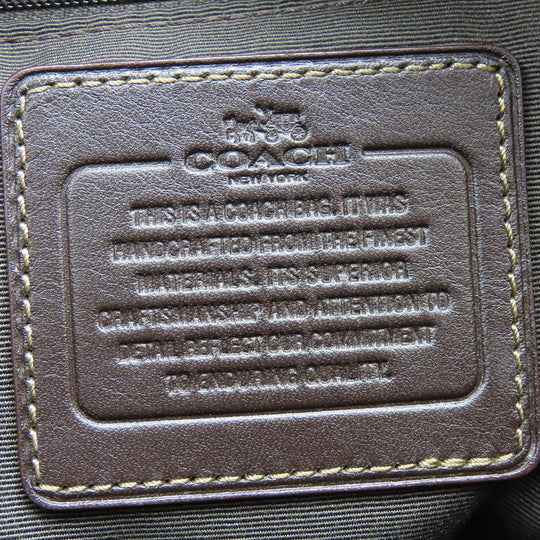 COACH
NEW YORK
THIS IS A COACH BAG. IT WAS
HANDCRAFTED FROM THE FINEST
MATERIALS. ITS SUPERIOR
CRAFTSMANSHIP AND ATTENTION TO
DETAIL REFLECT OUR COMMITMENT
TO ENDURING QUALITY.